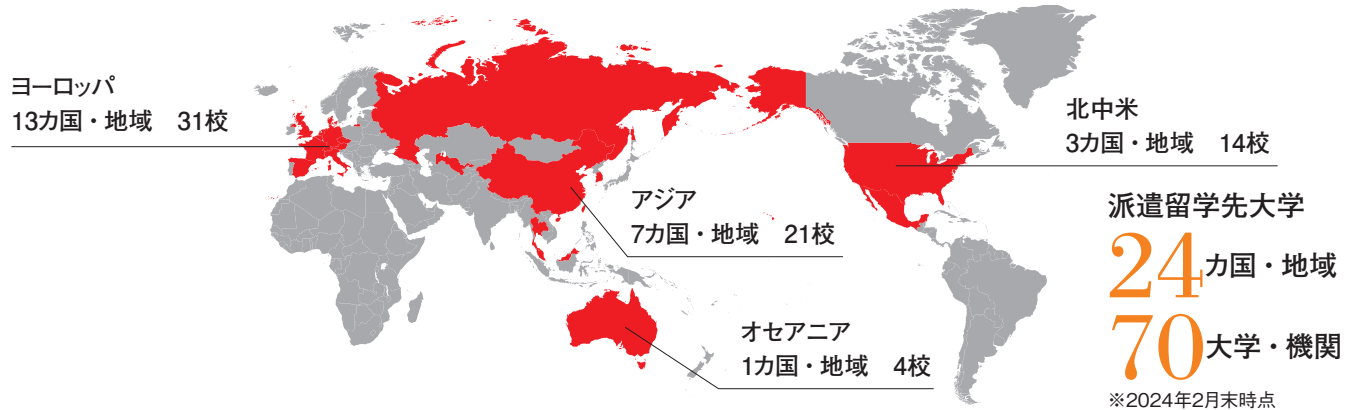 ヨーロッパ
13カ国・地域　31校
アジア
7カ国・地域　21校
オセアニア
1カ国・地域　4校
北中米
3カ国・地域　14校
派遣留学先大学
24カ国・地域
70大学・機関
※2024年2月末時点